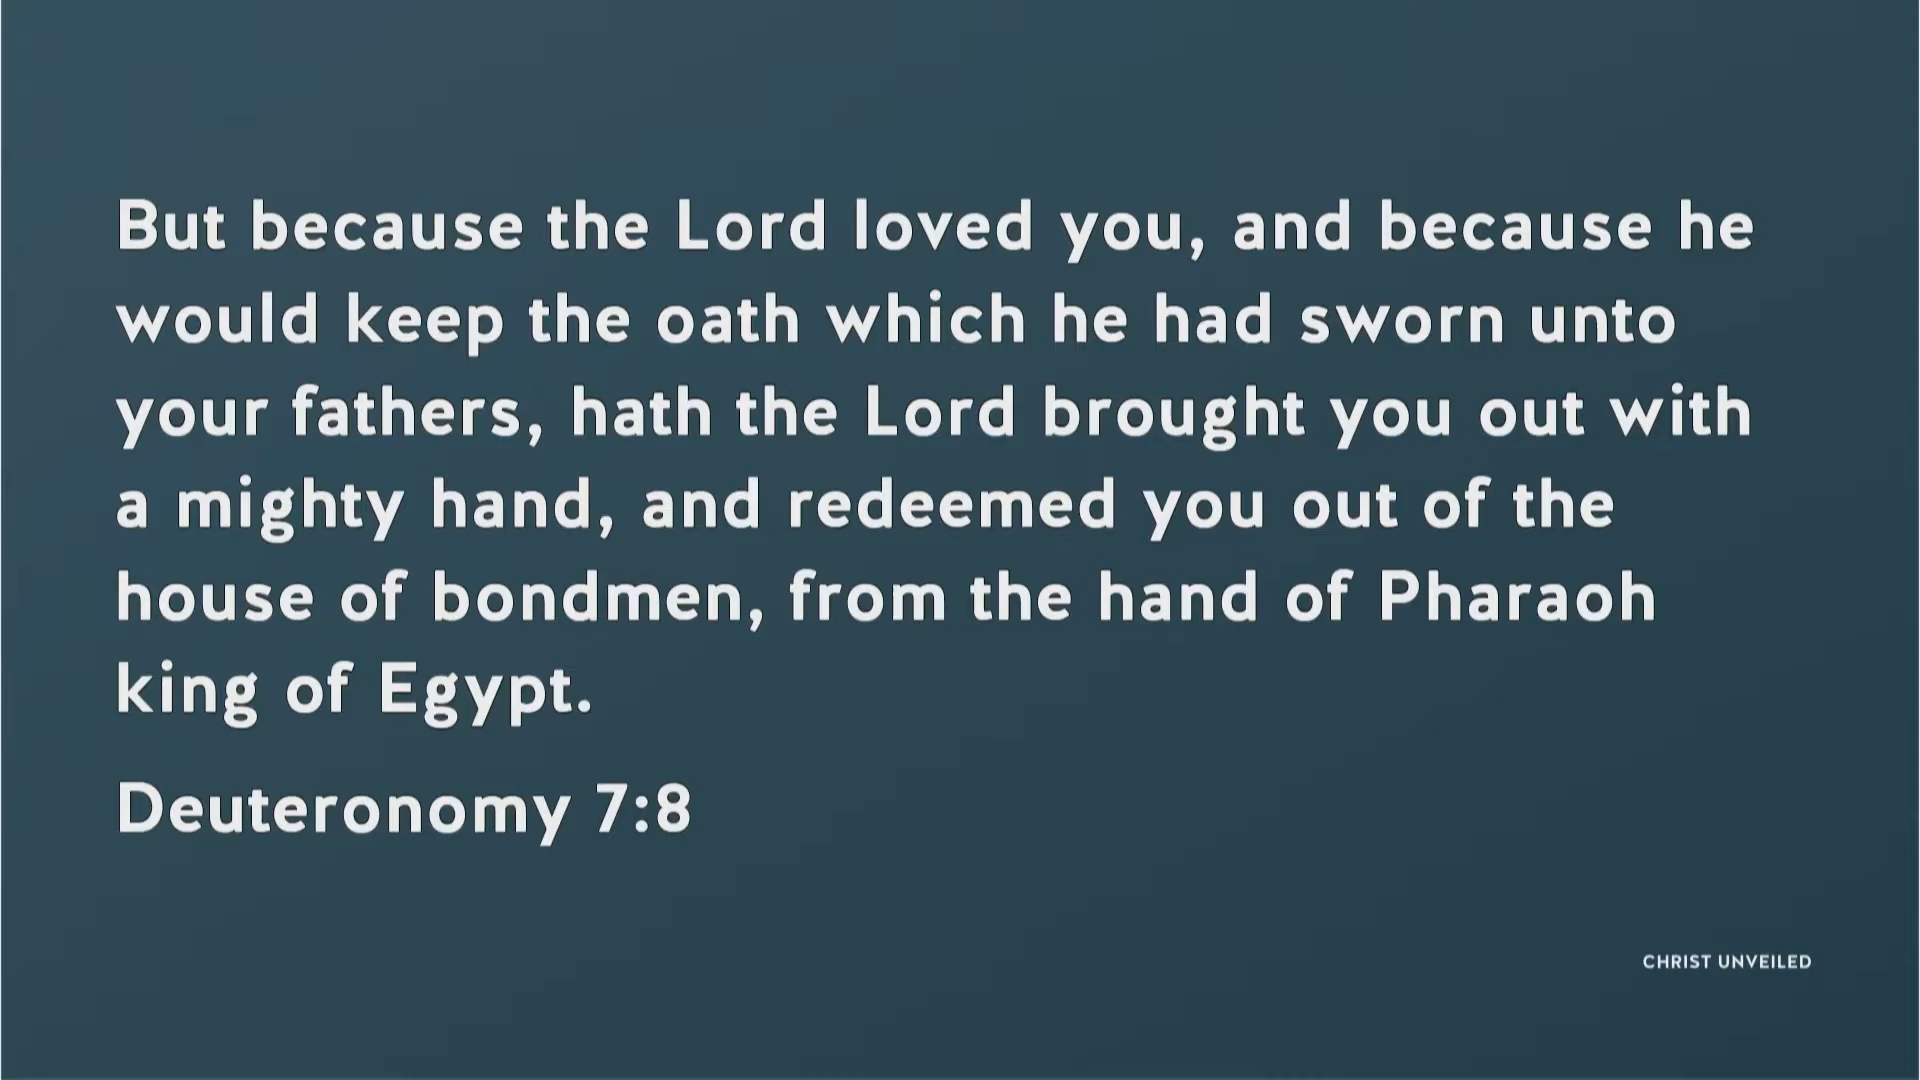 But because the Lord loved you, and because he
would keep the oath which he had sworn unto
your fathers, hath the Lord brought you out with
a mighty hand, and redeemed you out of the
house of bondmen, from the hand of Pharaoh
king of Egypt.
Deuteronomy 7:8
CHRIST UNVEILED